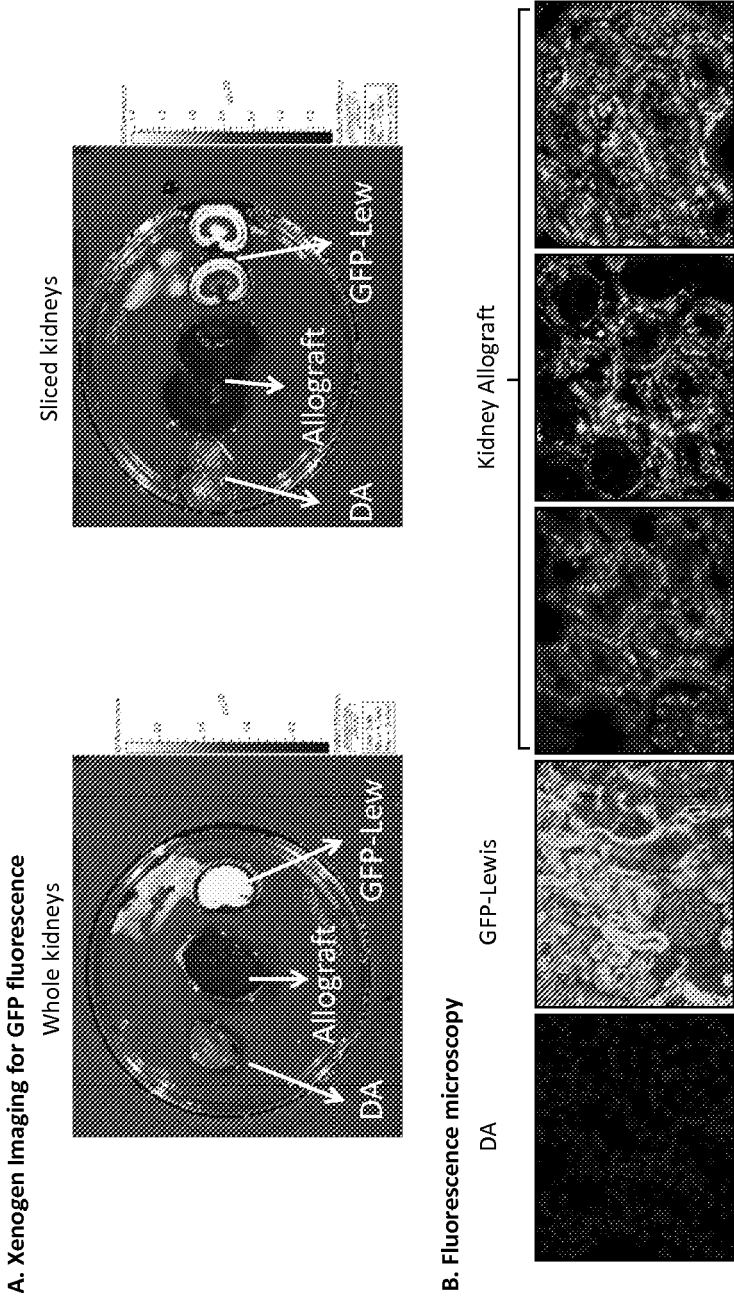 A. Xenogen Imaging for GFP fluorescence
Whole kidneys
DA
Allograft
GFP-Lew
Sliced kidneys
DA
Allograft
GFP-Lew
B. Fluorescence microscopy
DA
GFP-Lewis
Kidney Allograft